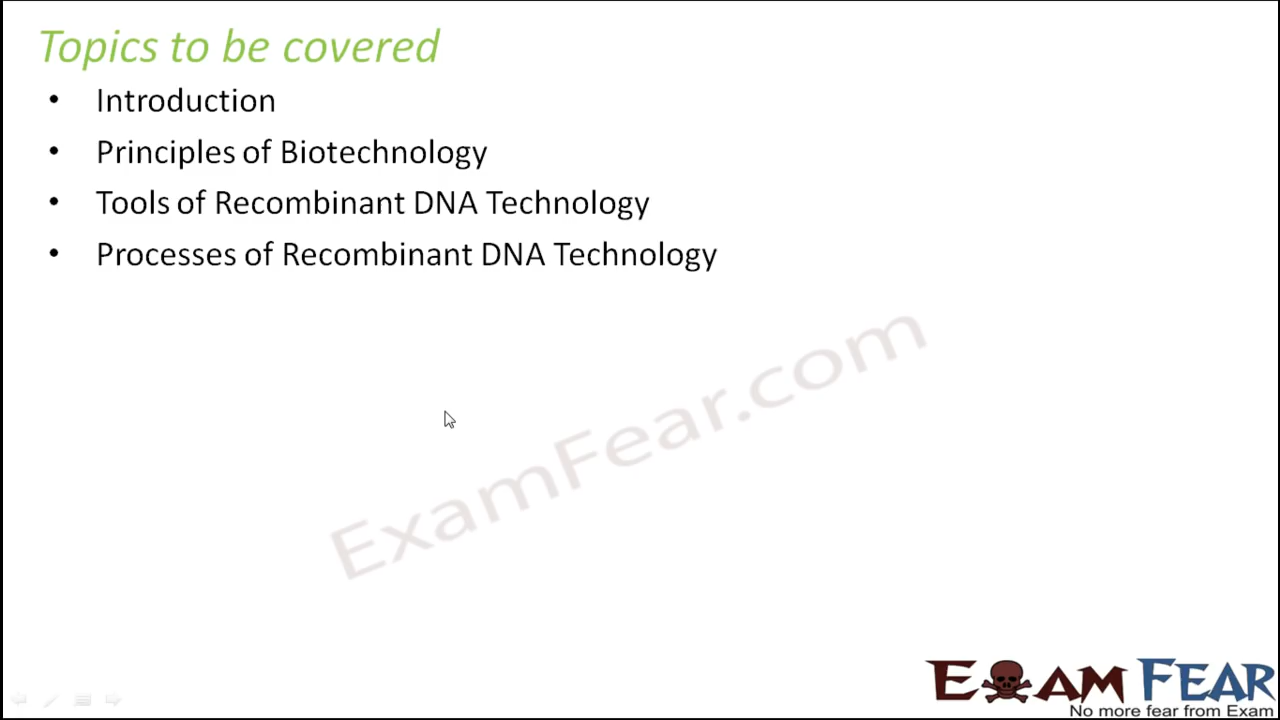 Topics to be covered
• Introduction
• Principles of Biotechnology
• Tools of Recombinant DNA Technology
• Processes of Recombinant DNA Technology
ExamFear.com
EXAM FEAR
No more fear from Exam